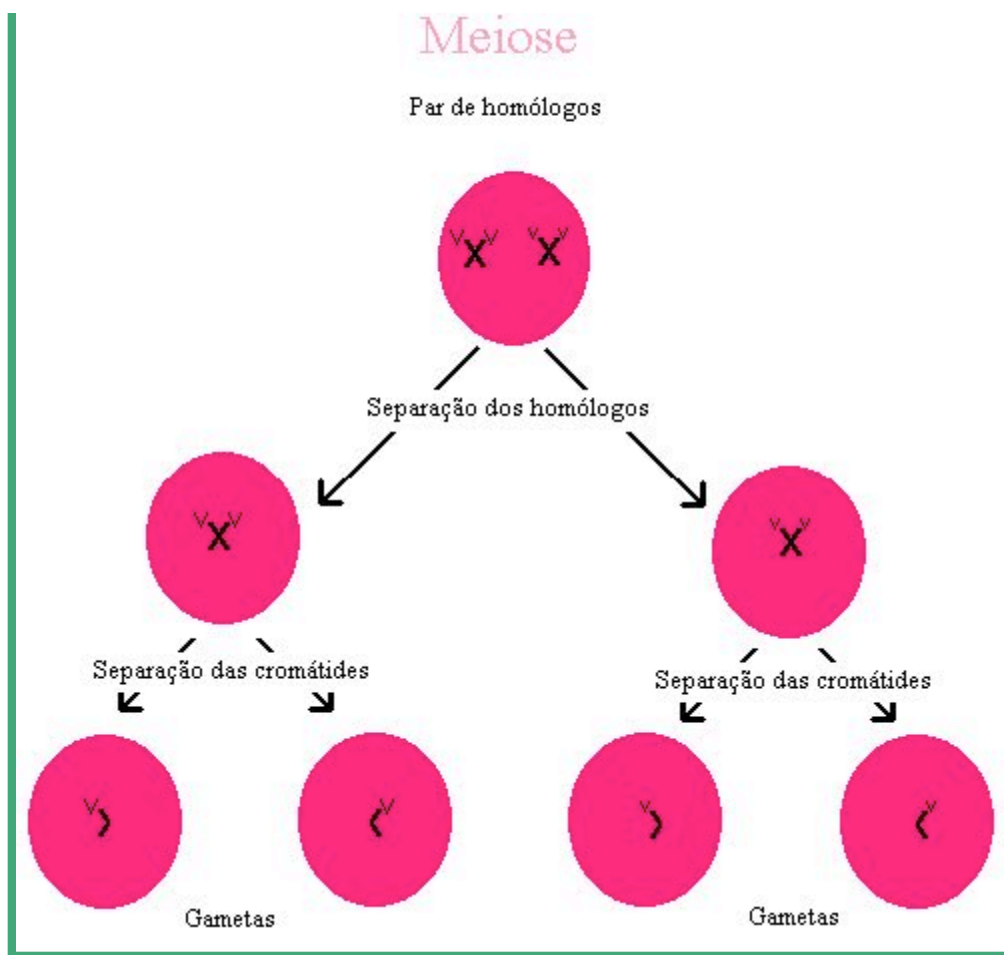 Meiose
Par de homólogos
V X V v X v
Separação dos homólogos
V X V
v X v
Separação das cromátides
Separação das cromátides
V
V
v
v
Gametas
Gametas